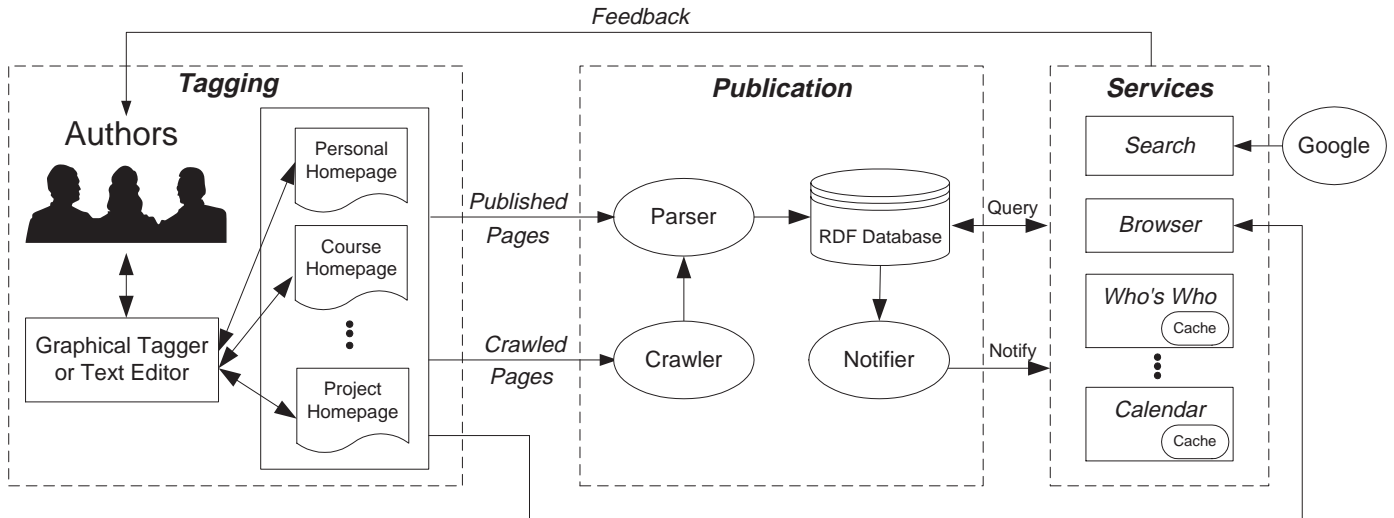 Feedback
Tagging
Authors
Graphical Tagger
or Text Editor
Personal
Homepage
Course
Homepage
Project
Homepage
Published
Pages
Crawled
Pages
Publication
Parser
RDF Database
Crawler
Notifier
Query
Notify
Services
Search
Google
Browser
Who's Who
Cache
Calendar
Cache